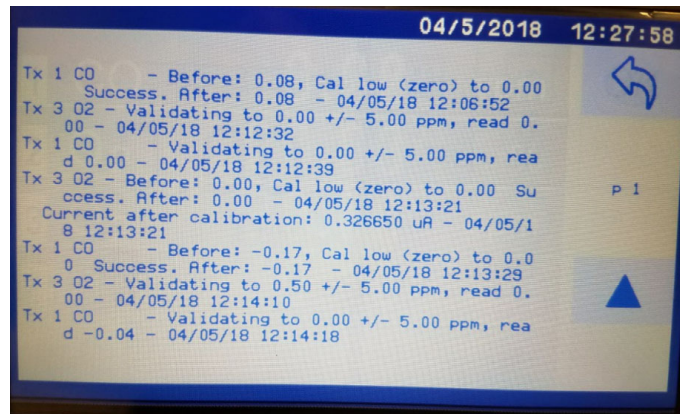 04/5/2018 12:27:58
Tx 1 CO - Before: 0.08, Cal low (zero) to 0.00
Success. After: 0.08 - 04/05/18 12:06:52
Tx 3 O2 - Validating to 0.00 +/- 5.00 ppm, read 0.
00 - 04/05/18 12:12:32
Tx 1 CO - Validating to 0.00 +/- 5.00 ppm, rea
d 0.00 - 04/05/18 12:12:39
Tx 3 O2 - Before: 0.00, Cal low (zero) to 0.00 Su
ccess. After: 0.00 - 04/05/18 12:13:21
Current after calibration: 0.326650 uA - 04/05/1
8 12:13:21
Tx 1 CO - Before: -0.17, Cal low (zero) to 0.0
0 Success. After: -0.17 - 04/05/18 12:13:29
Tx 3 O2 - Validating to 0.50 +/- 5.00 ppm, read 0.
00 - 04/05/18 12:14:10
Tx 1 CO - Validating to 0.00 +/- 5.00 ppm, rea
d -0.04 - 04/05/18 12:14:18
P 1